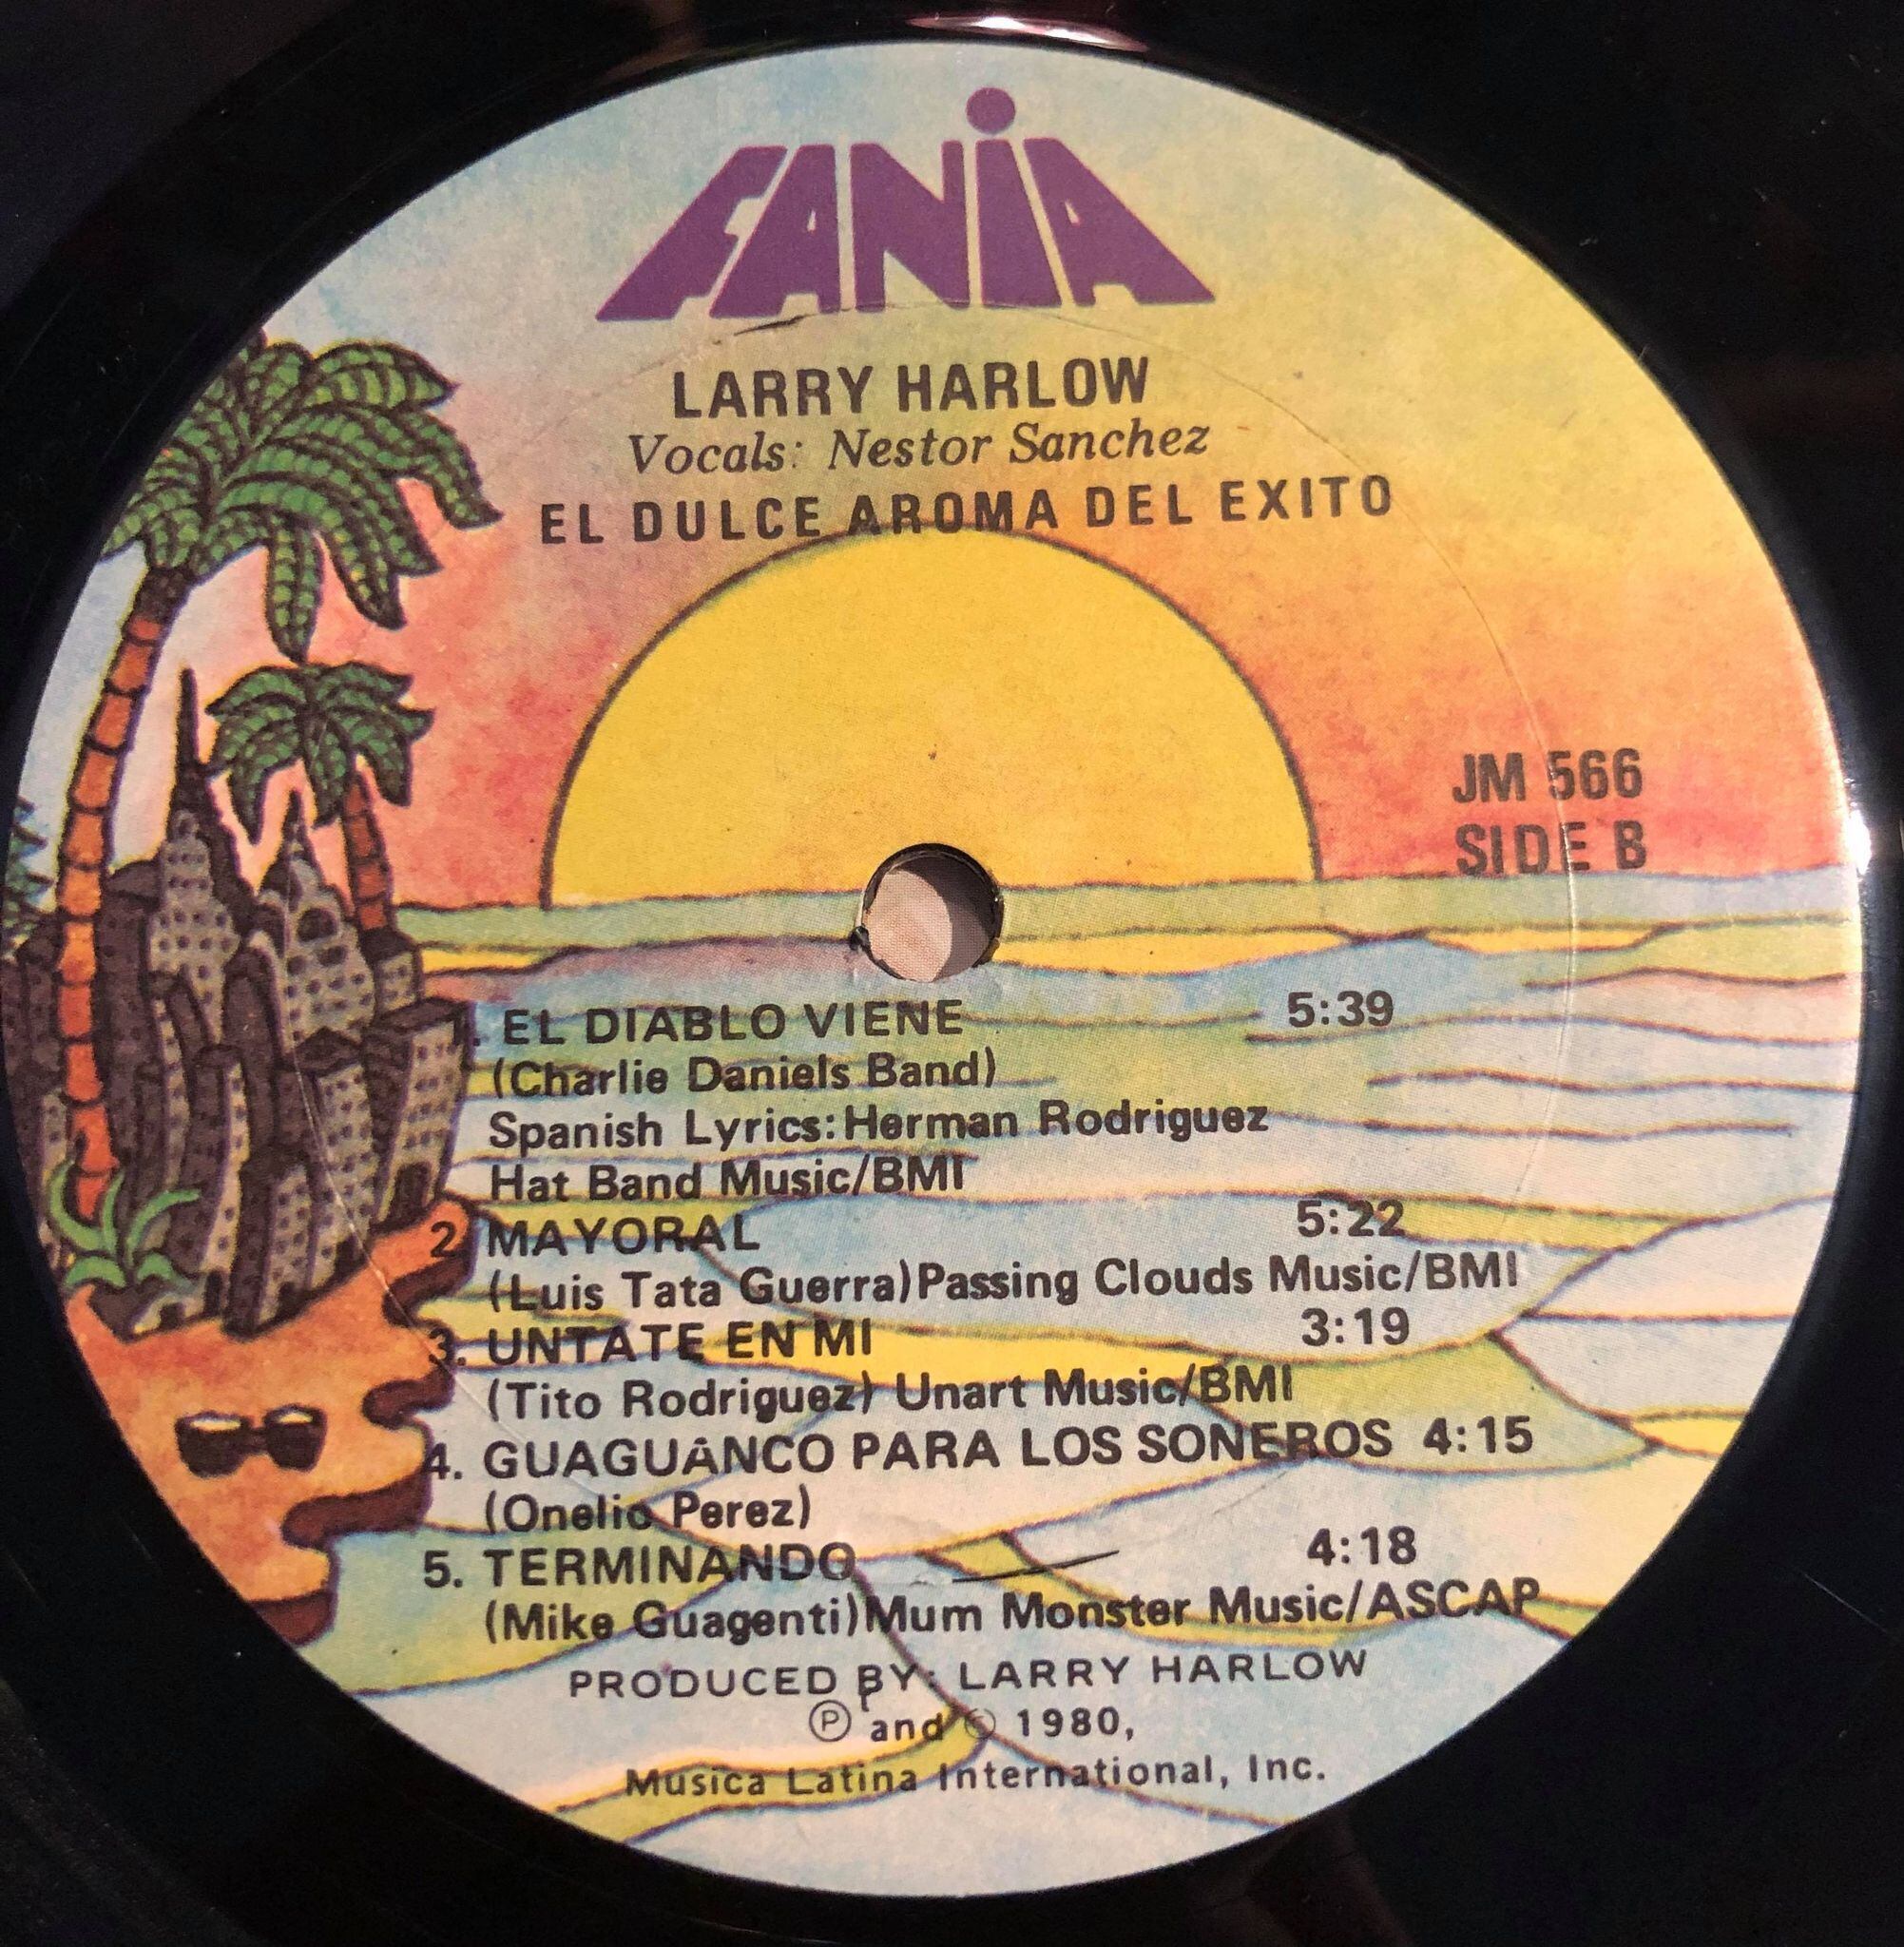 FANIA
LARRY HARLOW
Vocals: Nestor Sanchez
EL DULCE AROMA DEL EXITO
JM 566
SIDE B
1. EL DIABLO VIENE 5:39
(Charlie Daniels Band)
Spanish Lyrics: Herman Rodriguez
Hat Band Music/BMI
2 MAYORAL 5:22
(Luis Tata Guerra) Passing Clouds Music/BMI
3. UNTATE EN MI 3:19
(Tito Rodriguez) Unart Music/BMI
4. GUAGUÁNCO PARA LOS SONEROS 4:15
(Onelio Perez)
5. TERMINANDO 4:18
(Mike Guagenti) Mum Monster Music/ASCAP
PRODUCED BY: LARRY HARLOW
℗ and © 1980,
Musica Latina International, Inc.